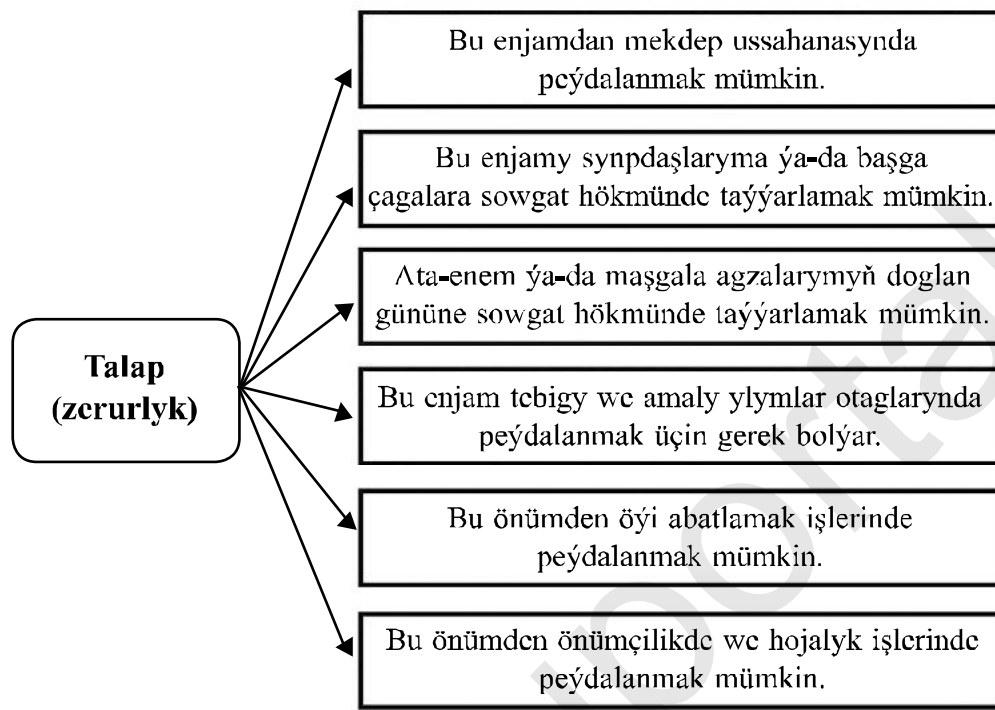 Bu enjamdan mekdep ussahanasynda
peýdalanmak mümkin.
Bu enjamy synpdaşlaryma ýa-da başga
çagalara sowgat hökmünde taýýarlamak mümkin.
Ata-enem ýa-da maşgala agzalarymyň doglan
gününe sowgat hökmünde taýýarlamak mümkin.
Talap
(zerurlyk)
Bu enjam tebigy we amaly ylymlar otaglarynda
peýdalanmak üçin gerek bolýar.
Bu önümden öýi abatlamak işlerinde
peýdalanmak mümkin.
Bu önümden önümçilikde we hojalyk işlerinde
peýdalanmak mümkin.
portal